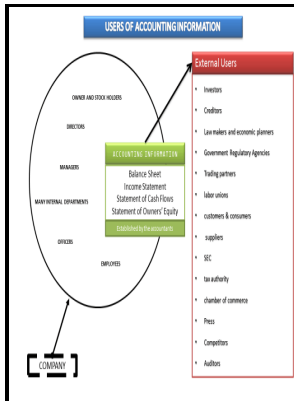 USERS OF ACCOUNTING INFORMATION
OWNER AND STOCK HOLDERS
DIRECTORS
MANAGERS
MANY INTERNAL DEPARTMENTS
OFFICERS
EMPLOYEES
COMPANY
ACCOUNTING INFORMATION
Balance Sheet
Income Statement
Statement of Cash Flows
Statement of Owners' Equity
Established by the accountants
External Users
Investors
Creditors
Law makers and economic planners
Government Regulatory Agencies
Trading partners
labor unions
customers & consumers
suppliers
SEC
tax authority
chamber of commerce
Press
Competitors
Auditors